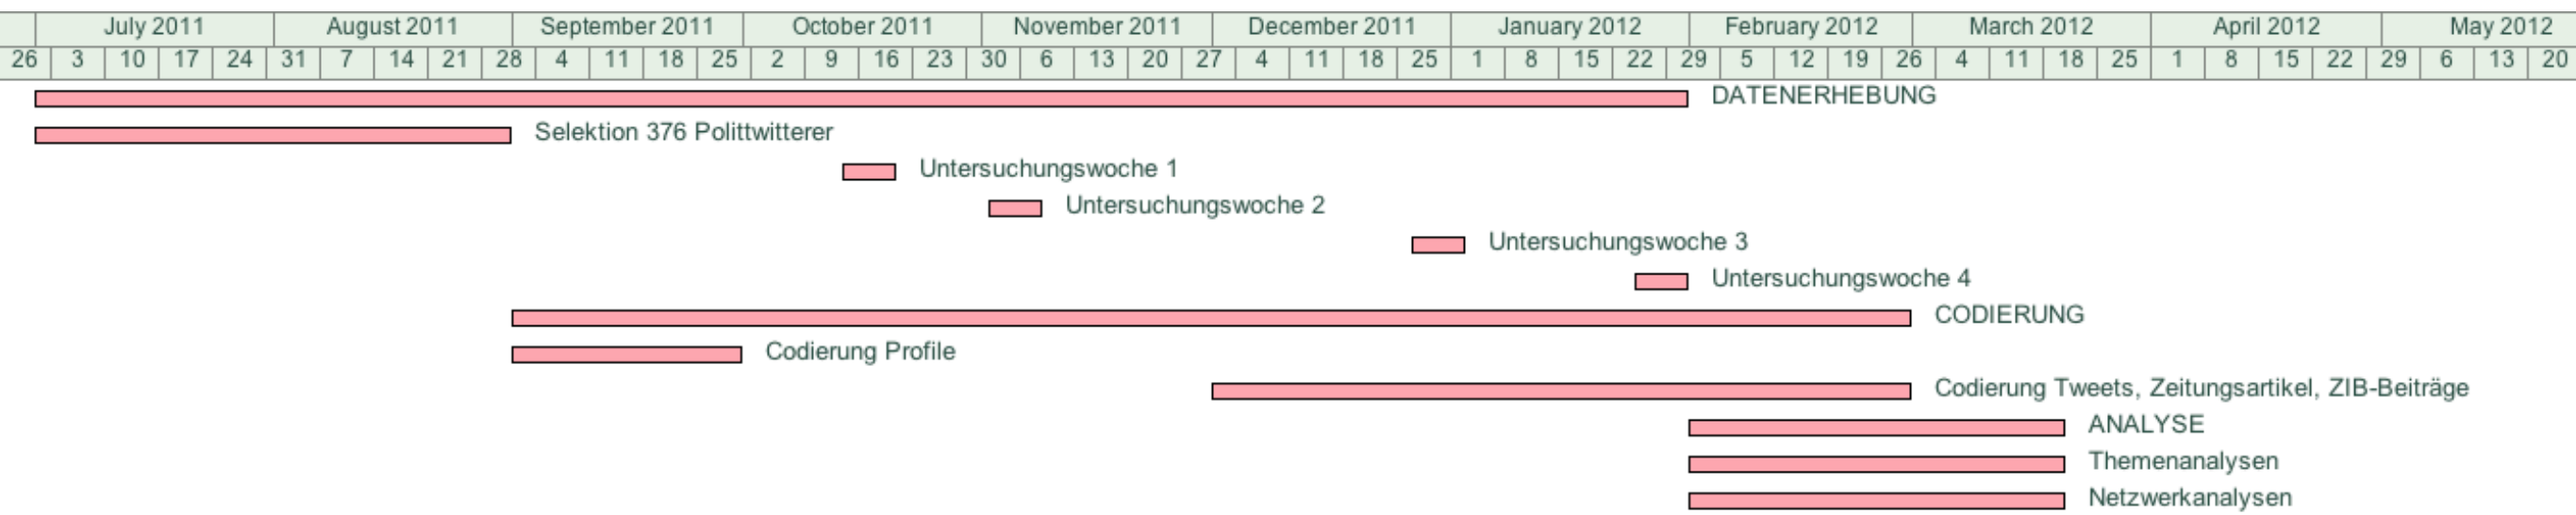 July 2011 August 2011 September 2011 October 2011 November 2011 December 2011 January 2012 February 2012 March 2012 April 2012 May 2012
26 3 10 17 24 31 7 14 21 28 4 11 18 25 2 9 16 23 30 6 13 20 27 4 11 18 25 1 8 15 22 29 5 12 19 26 4 11 18 25 1 8 15 22 29 6 13 20
DATENERHEBUNG
Selektion 376 Polittwitterer
Untersuchungswoche 1
Untersuchungswoche 2
Untersuchungswoche 3
Untersuchungswoche 4
CODIERUNG
Codierung Profile
Codierung Tweets, Zeitungsartikel, ZIB-Beiträge
ANALYSE
Themenanalysen
Netzwerkanalysen